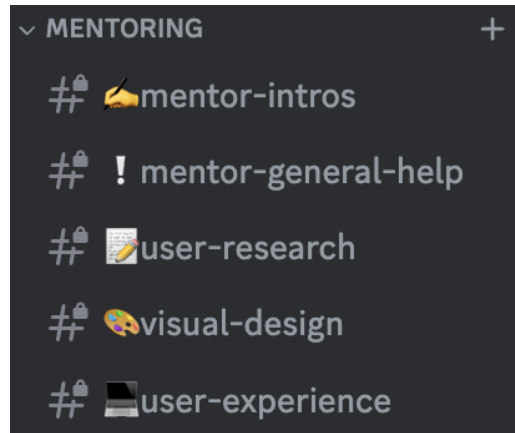 MENTORING
✍️mentor-intros
❕mentor-general-help
📝user-research
🎨visual-design
💻user-experience